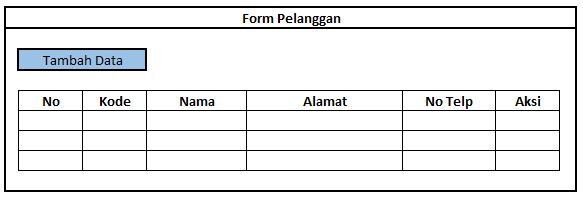 Form Pelanggan
Tambah Data
No Kode Nama Alamat No Telp Aksi